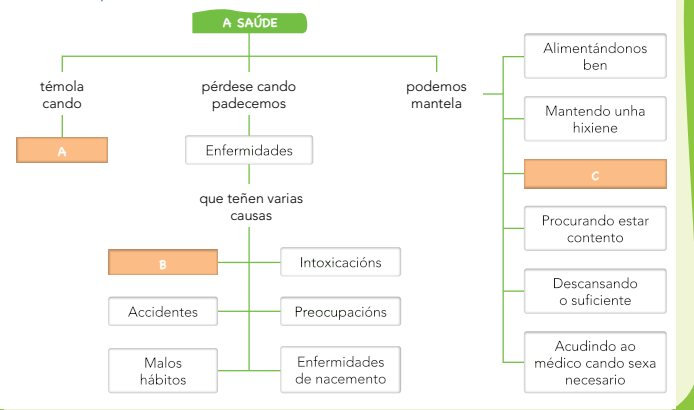 A SAÚDE
témola
cando
A
pérdese cando
padecemos
Enfermidades
que teñen varias
causas
B
Intoxicacións
Accidentes
Preocupacións
Malos
hábitos
Enfermidades
de nacemento
podemos
mantela
Alimentándonos
ben
Mantendo unha
hixiene
C
Procurando estar
contento
Descansando
o suficiente
Acudindo ao
médico cando sexa
necesario